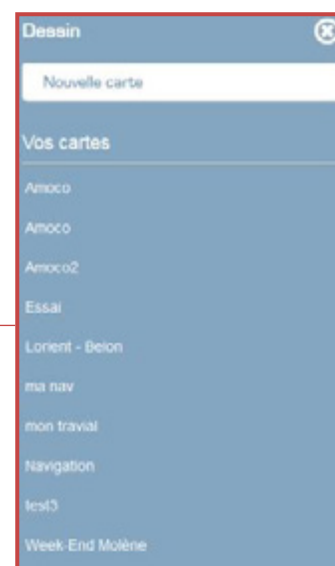 Dessin
Nouvelle carte
Vos cartes
Amoco
Amoco
Amoco2
Essai
Lorient - Belon
ma nav
mon travial
Navigation
test5
Week-End Molène